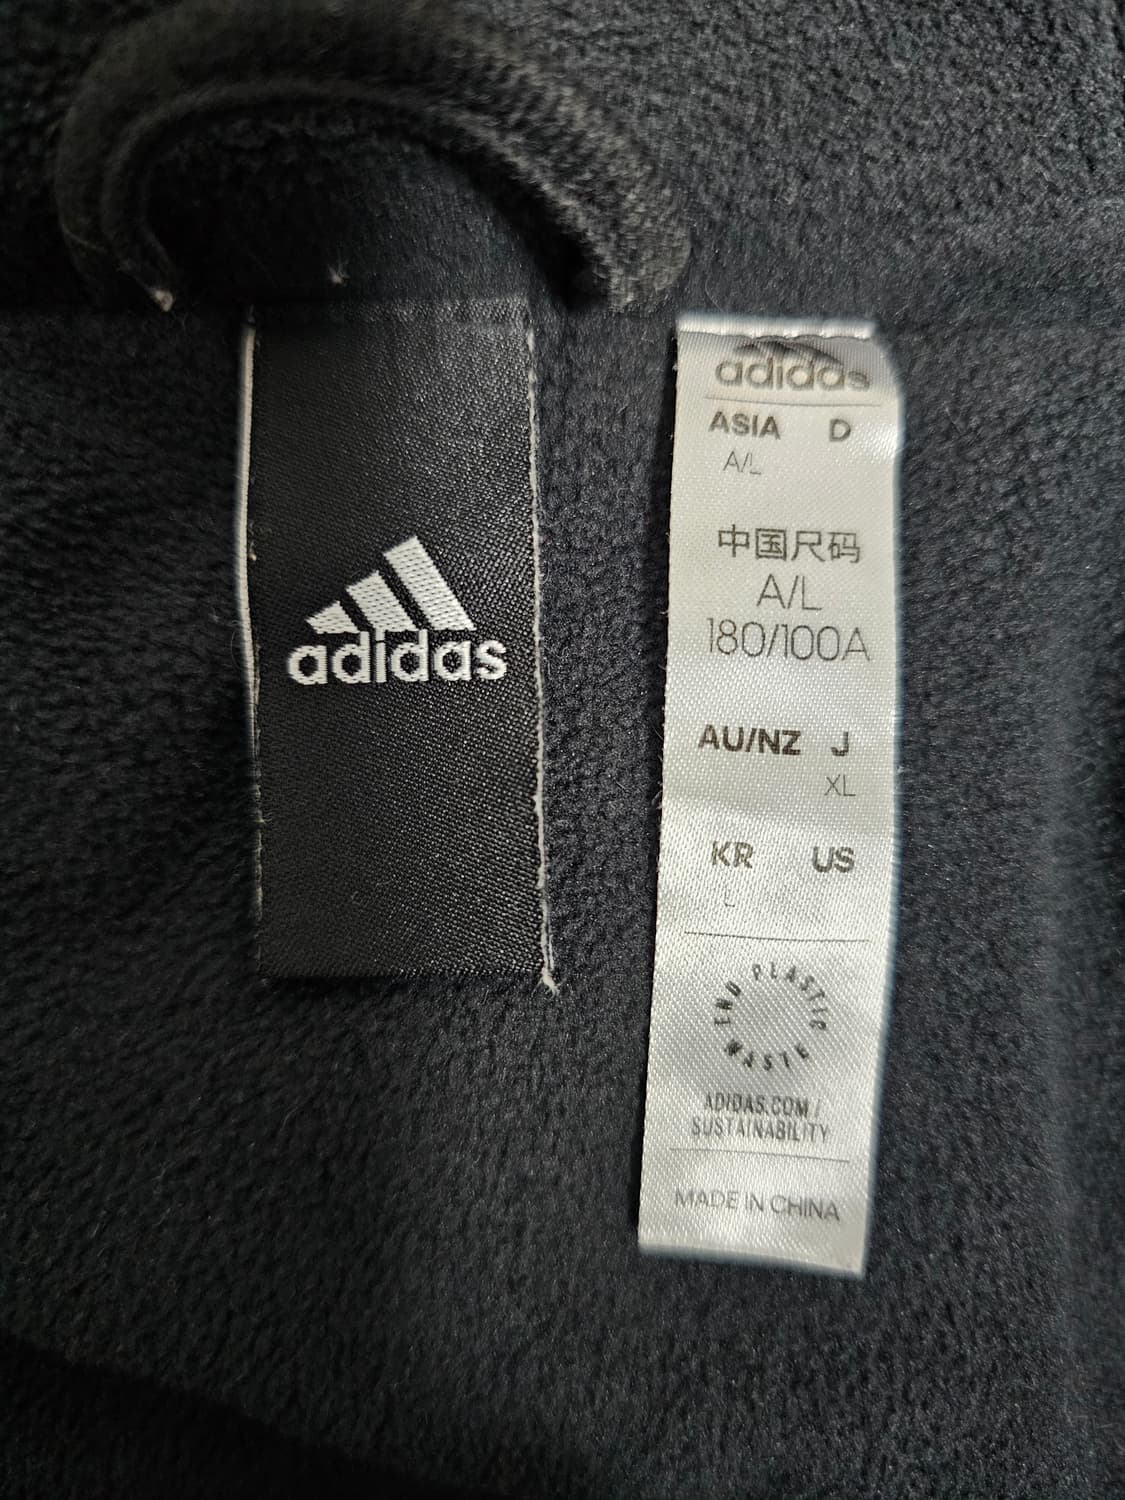 adidas
adidas
ASIA D
A/L
中国尺码
A/L
180/100A
AU/NZ J
XL
KR US
L
END PLASTIC WASTE
ADIDAS.COM/
SUSTAINABILITY
MADE IN CHINA